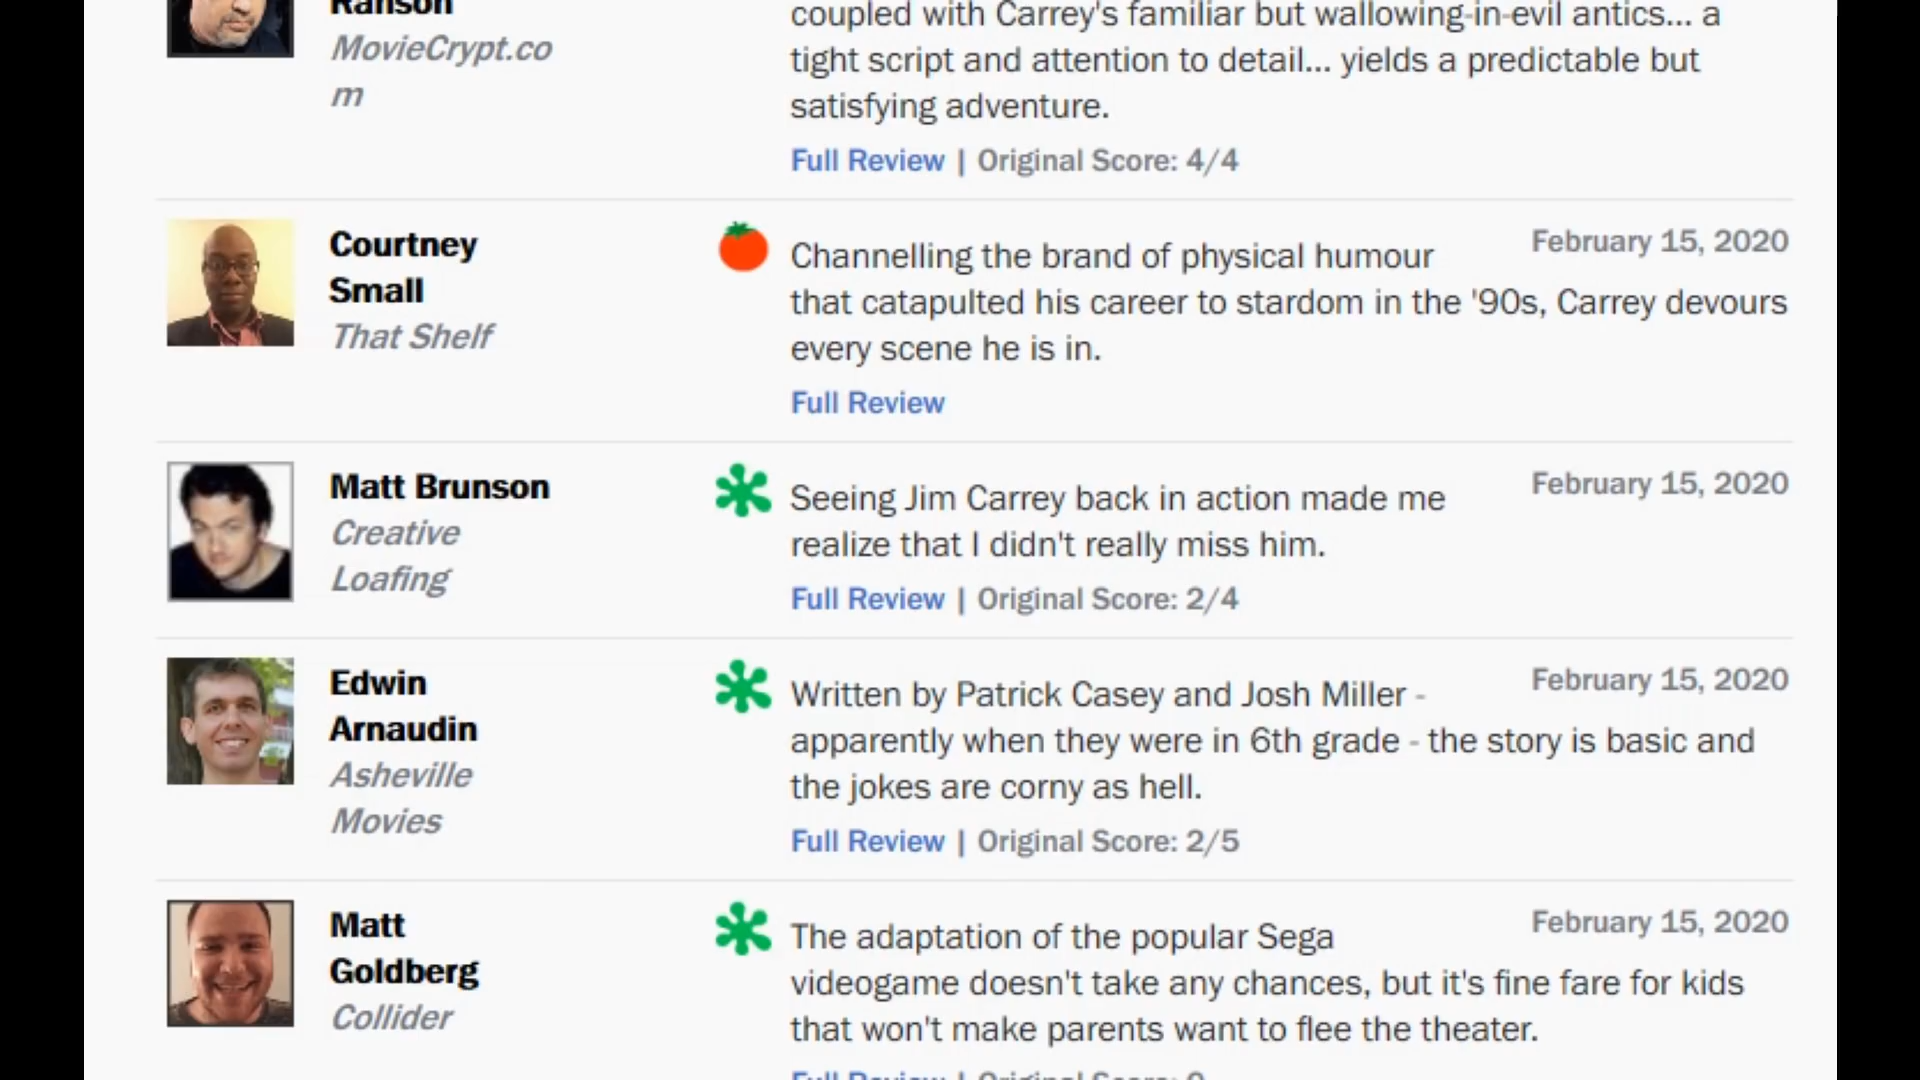 Ranson
MovieCrypt.co
m
coupled with Carrey's familiar but wallowing-in-evil antics... a
tight script and attention to detail... yields a predictable but
satisfying adventure.
Full Review | Original Score: 4/4
Courtney
Small
That Shelf
February 15, 2020
Channelling the brand of physical humour
that catapulted his career to stardom in the '90s, Carrey devours
every scene he is in.
Full Review
Matt Brunson
Creative
Loafing
February 15, 2020
Seeing Jim Carrey back in action made me
realize that I didn't really miss him.
Full Review | Original Score: 2/4
Edwin
Arnaudin
Asheville
Movies
February 15, 2020
Written by Patrick Casey and Josh Miller -
apparently when they were in 6th grade - the story is basic and
the jokes are corny as hell.
Full Review | Original Score: 2/5
Matt
Goldberg
Collider
February 15, 2020
The adaptation of the popular Sega
videogame doesn't take any chances, but it's fine fare for kids
that won't make parents want to flee the theater.
Full Review | Original Score: